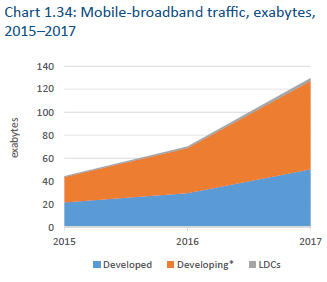 Chart 1.34: Mobile-broadband traffic, exabytes,
2015–2017
140
120
100
80
60
40
20
0
exabytes
2015 2016 2017
Developed Developing* LDCs